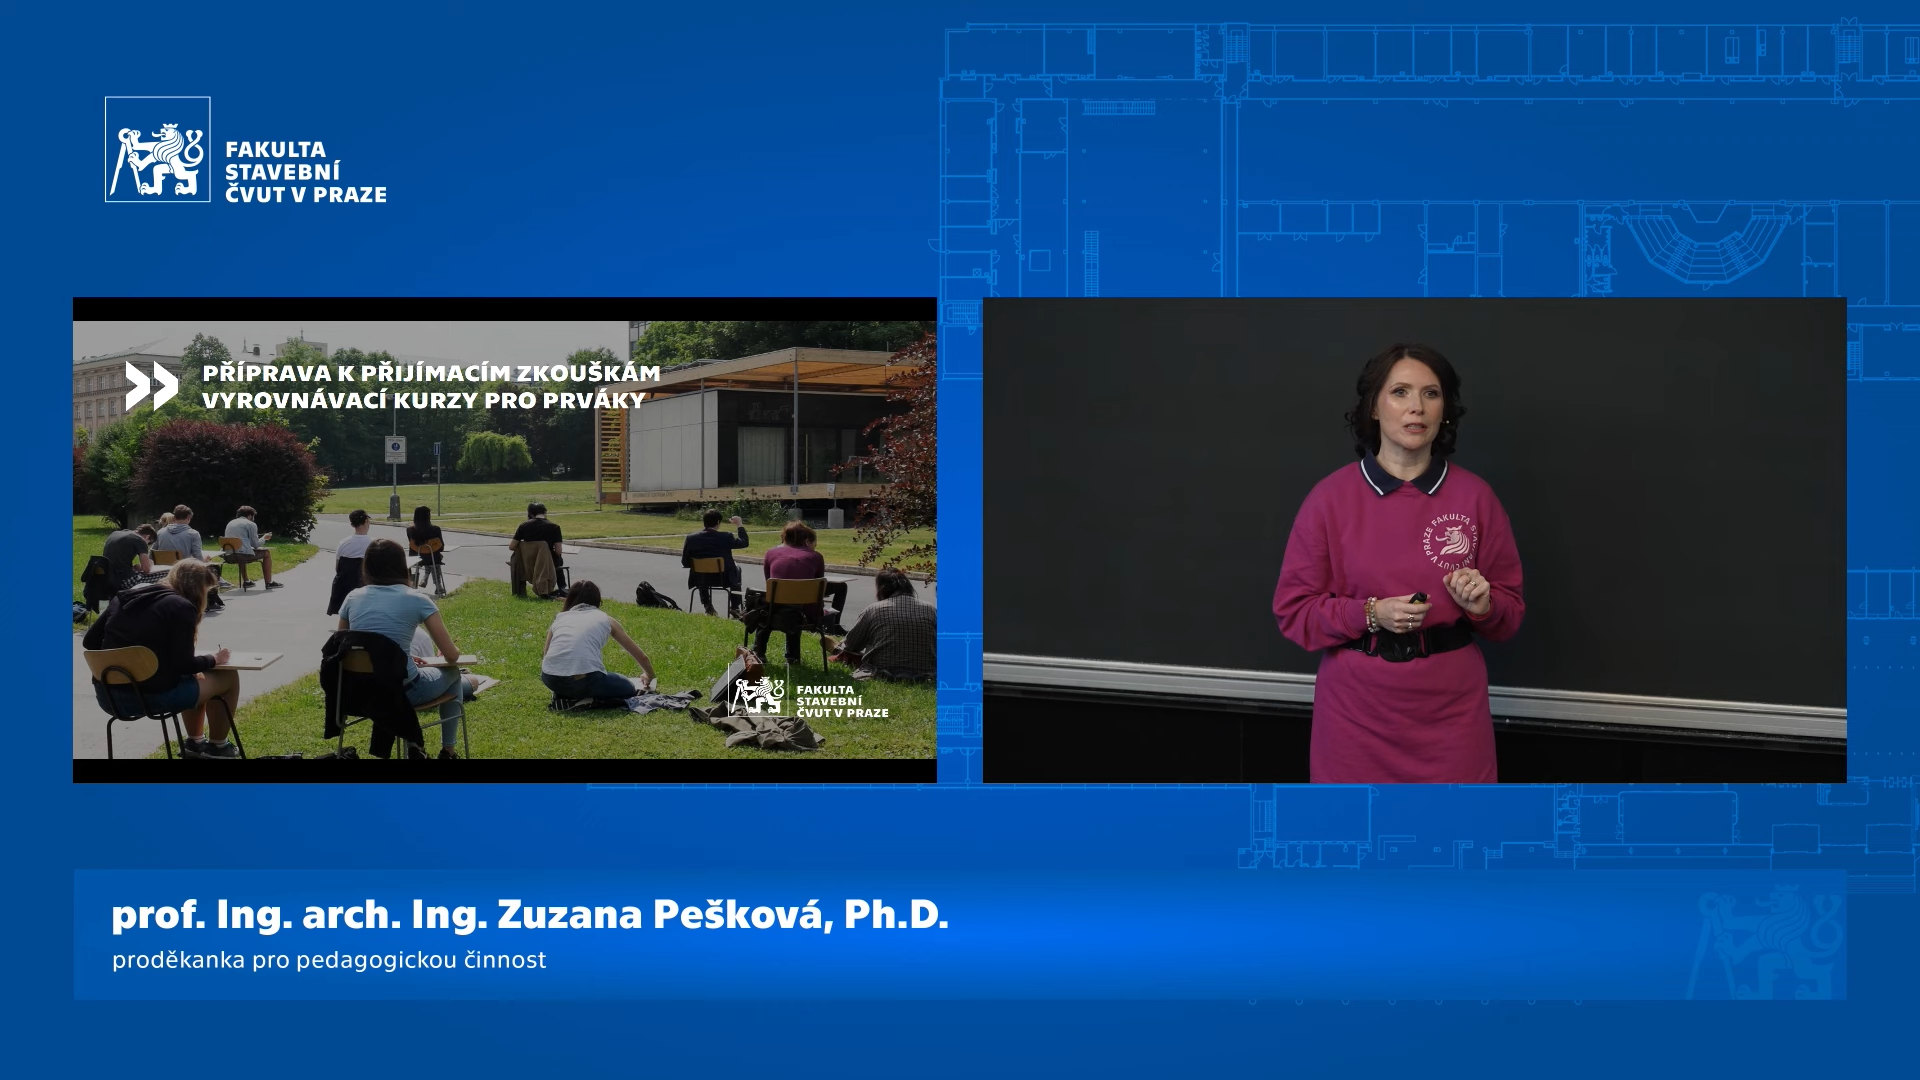 FAKULTA
STAVEBNÍ
ČVUT V PRAZE
PŘÍPRAVA K PŘIJÍMACÍM ZKOUŠKÁM
VYROVNÁVACÍ KURZY PRO PRVÁKY
FAKULTA
STAVEBNÍ
ČVUT V PRAZE
prof. Ing. arch. Ing. Zuzana Pešková, Ph.D.
proděkanka pro pedagogickou činnost